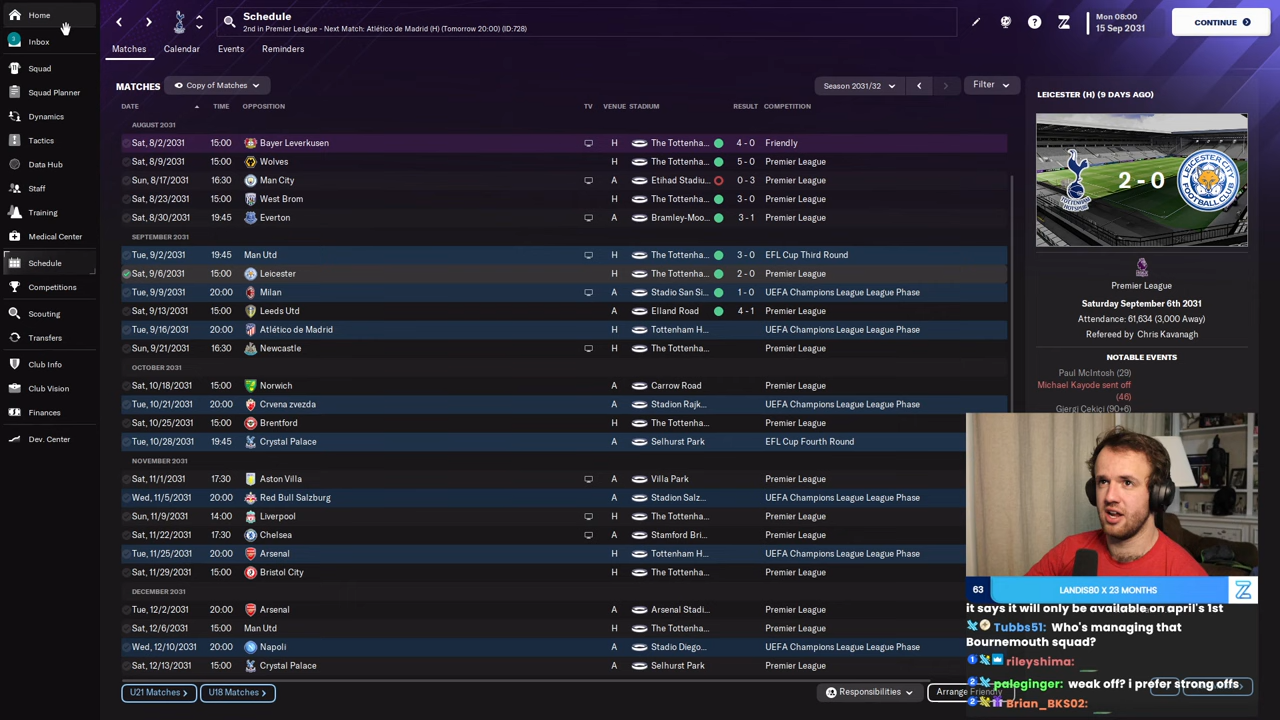 Home
Inbox
3
Squad
Squad Planner
Dynamics
Tactics
Data Hub
Staff
Training
Medical Center
Schedule
Competitions
Scouting
Transfers
Club Info
Club Vision
Finances
Dev. Center
Schedule
2nd in Premier League - Next Match: Atlético de Madrid (H) (Tomorrow 20:00) (ID:728)
Mon 08:00
15 Sep 2031
CONTINUE
Matches Calendar Events Reminders
MATCHES Copy of Matches Season 2031/32 Filter
DATE TIME OPPOSITION TV VENUE STADIUM RESULT COMPETITION
AUGUST 2031
Sat, 8/2/2031 15:00 Bayer Leverkusen H The Tottenha... 4 - 0 Friendly
Sat, 8/9/2031 15:00 Wolves H The Tottenha... 5 - 0 Premier League
Sun, 8/17/2031 16:30 Man City A Etihad Stadiu... 0 - 3 Premier League
Sat, 8/23/2031 15:00 West Brom H The Tottenha... 3 - 0 Premier League
Sat, 8/30/2031 19:45 Everton A Bramley-Moo... 3 - 1 Premier League
SEPTEMBER 2031
Tue, 9/2/2031 19:45 Man Utd H The Tottenha... 3 - 0 EFL Cup Third Round
Sat, 9/6/2031 15:00 Leicester H The Tottenha... 2 - 0 Premier League
Tue, 9/9/2031 20:00 Milan A Stadio San Si... 1 - 0 UEFA Champions League League Phase
Sat, 9/13/2031 15:00 Leeds Utd A Elland Road 4 - 1 Premier League
Tue, 9/16/2031 20:00 Atlético de Madrid H Tottenham H... UEFA Champions League League Phase
Sun, 9/21/2031 16:30 Newcastle H The Tottenha... Premier League
OCTOBER 2031
Sat, 10/18/2031 15:00 Norwich A Carrow Road Premier League
Tue, 10/21/2031 20:00 Crvena zvezda A Stadion Rajk... UEFA Champions League League Phase
Sat, 10/25/2031 15:00 Brentford H The Tottenha... Premier League
Tue, 10/28/2031 19:45 Crystal Palace A Selhurst Park EFL Cup Fourth Round
NOVEMBER 2031
Sat, 11/1/2031 17:30 Aston Villa A Villa Park Premier League
Wed, 11/5/2031 20:00 Red Bull Salzburg A Stadion Salz... UEFA Champions League League Phase
Sun, 11/9/2031 14:00 Liverpool H The Tottenha... Premier League
Sat, 11/22/2031 17:30 Chelsea A Stamford Bri... Premier League
Tue, 11/25/2031 20:00 Arsenal H Tottenham H... UEFA Champions League League Phase
Sat, 11/29/2031 15:00 Bristol City H The Tottenha... Premier League
DECEMBER 2031
Tue, 12/2/2031 20:00 Arsenal A Arsenal Stadi... Premier League
Sat, 12/6/2031 15:00 Man Utd H The Tottenha... Premier League
Wed, 12/10/2031 20:00 Napoli A Stadio Diego... UEFA Champions League League Phase
Sat, 12/13/2031 15:00 Crystal Palace A Selhurst Park Premier League
U21 Matches U18 Matches Responsibilities Arrange Friendly
LEICESTER (H) (9 DAYS AGO)
TOTTENHAM HOTSPUR
2 - 0
LEICESTER CITY
FOOTBALL CLUB
Premier League
Saturday September 6th 2031
Attendance: 61,634 (3,000 Away)
Refereed by Chris Kavanagh
NOTABLE EVENTS
Paul McIntosh (29)
Michael Kayode sent off
(46)
Gjergj Çekiçi (90+6)
63 LANDIS80 X 23 MONTHS
it says it will only be available on april's 1st
Tubbs51: Who's managing that
Bournemouth squad?
rileyshima:
paleginger: weak off? i prefer strong offs
Brian_BKS02: